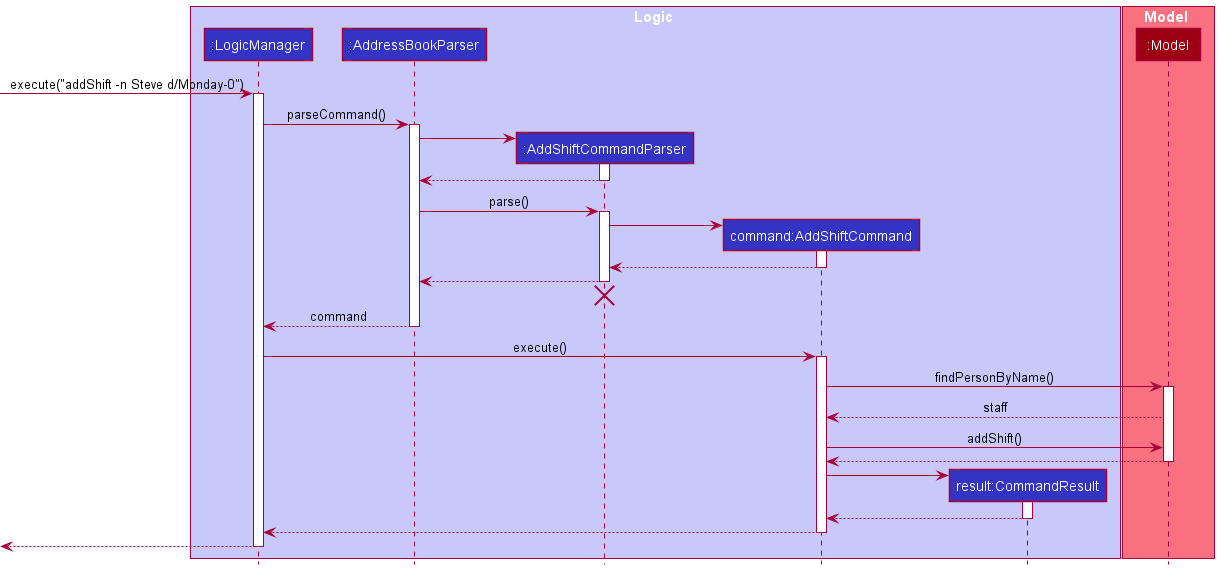 Logic
Model
:LogicManager
:AddressBookParser
:Model
execute("addShift -n Steve d/Monday-0")
parseCommand()
:AddShiftCommandParser
parse()
command:AddShiftCommand
command
execute()
findPersonByName()
staff
addShift()
result:CommandResult